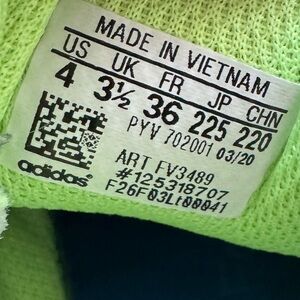 MADE IN VIETNAM
US UK FR JP CHN
4 3½ 36 225 220
PYV 702001 03/20
ART FV3489
#125318707
F26F03Lt00041
adidas